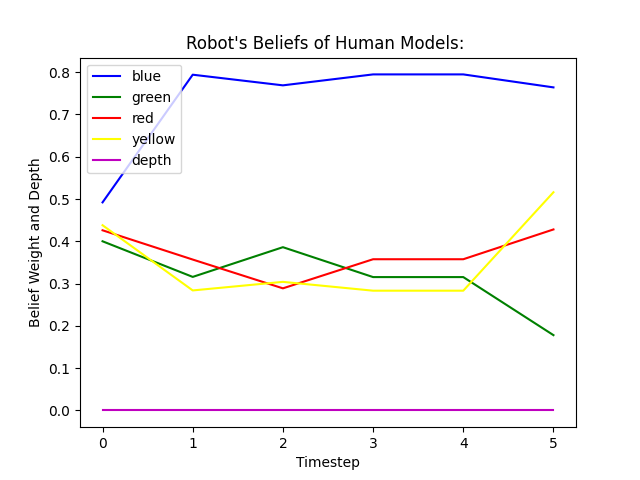 Robot's Beliefs of Human Models:
blue
green
red
yellow
depth
Belief Weight and Depth
0.8
0.7
0.6
0.5
0.4
0.3
0.2
0.1
0.0
0 1 2 3 4 5
Timestep